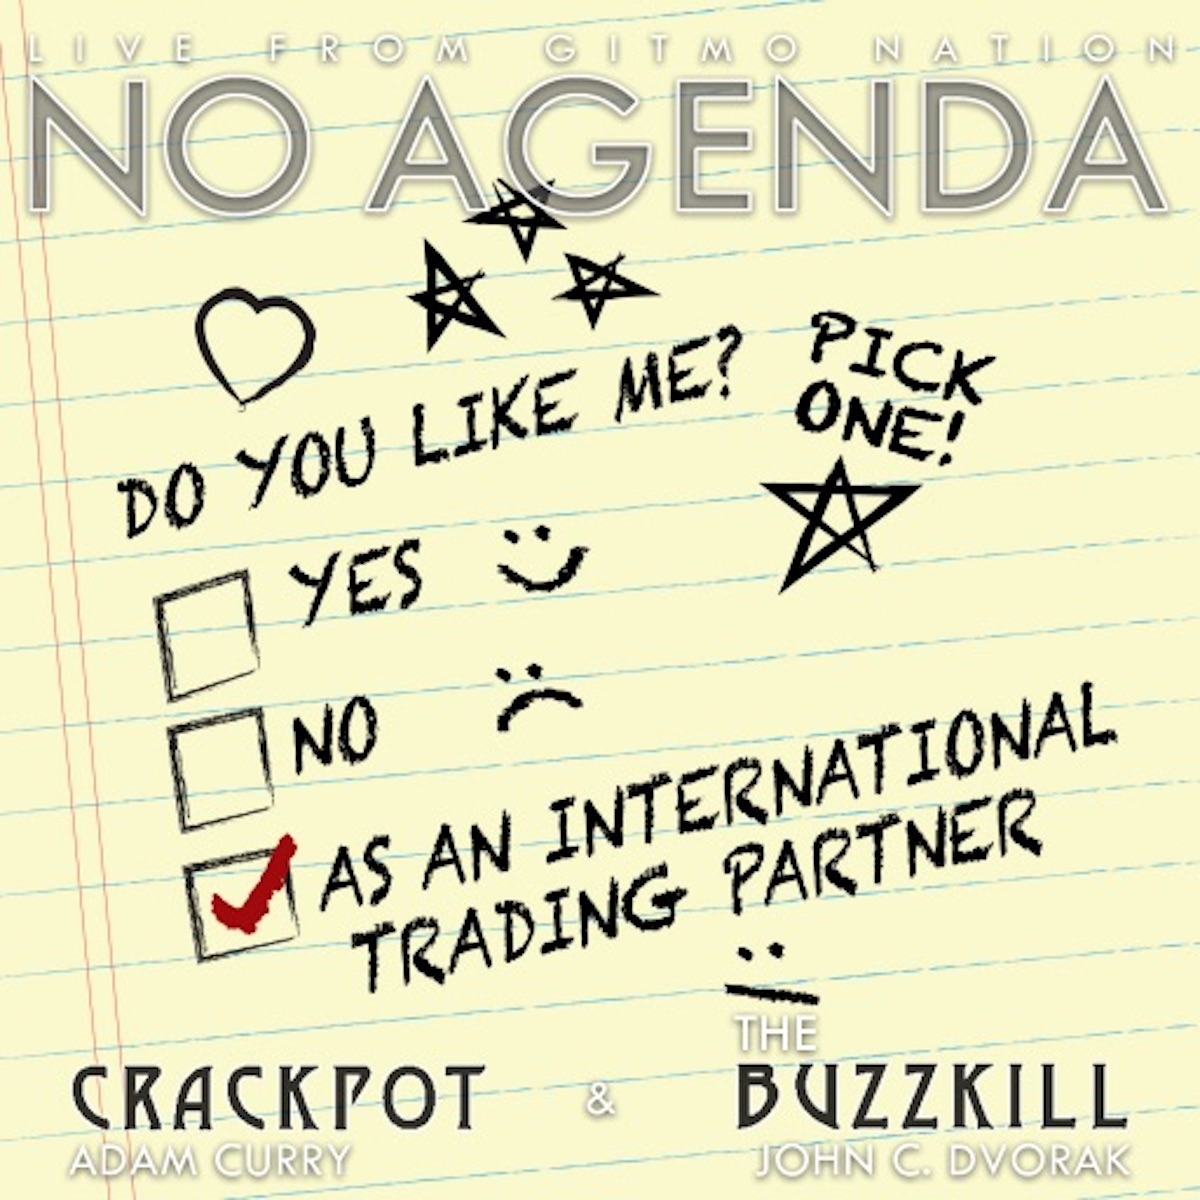 LIVE FROM GITMO NATION
NO AGENDA
DO YOU LIKE ME?
PICK
ONE!
YES
NO
AS AN INTERNATIONAL
TRADING PARTNER
CRACKPOT
ADAM CURRY
&
THE
BUZZKILL
JOHN C. DVORAK